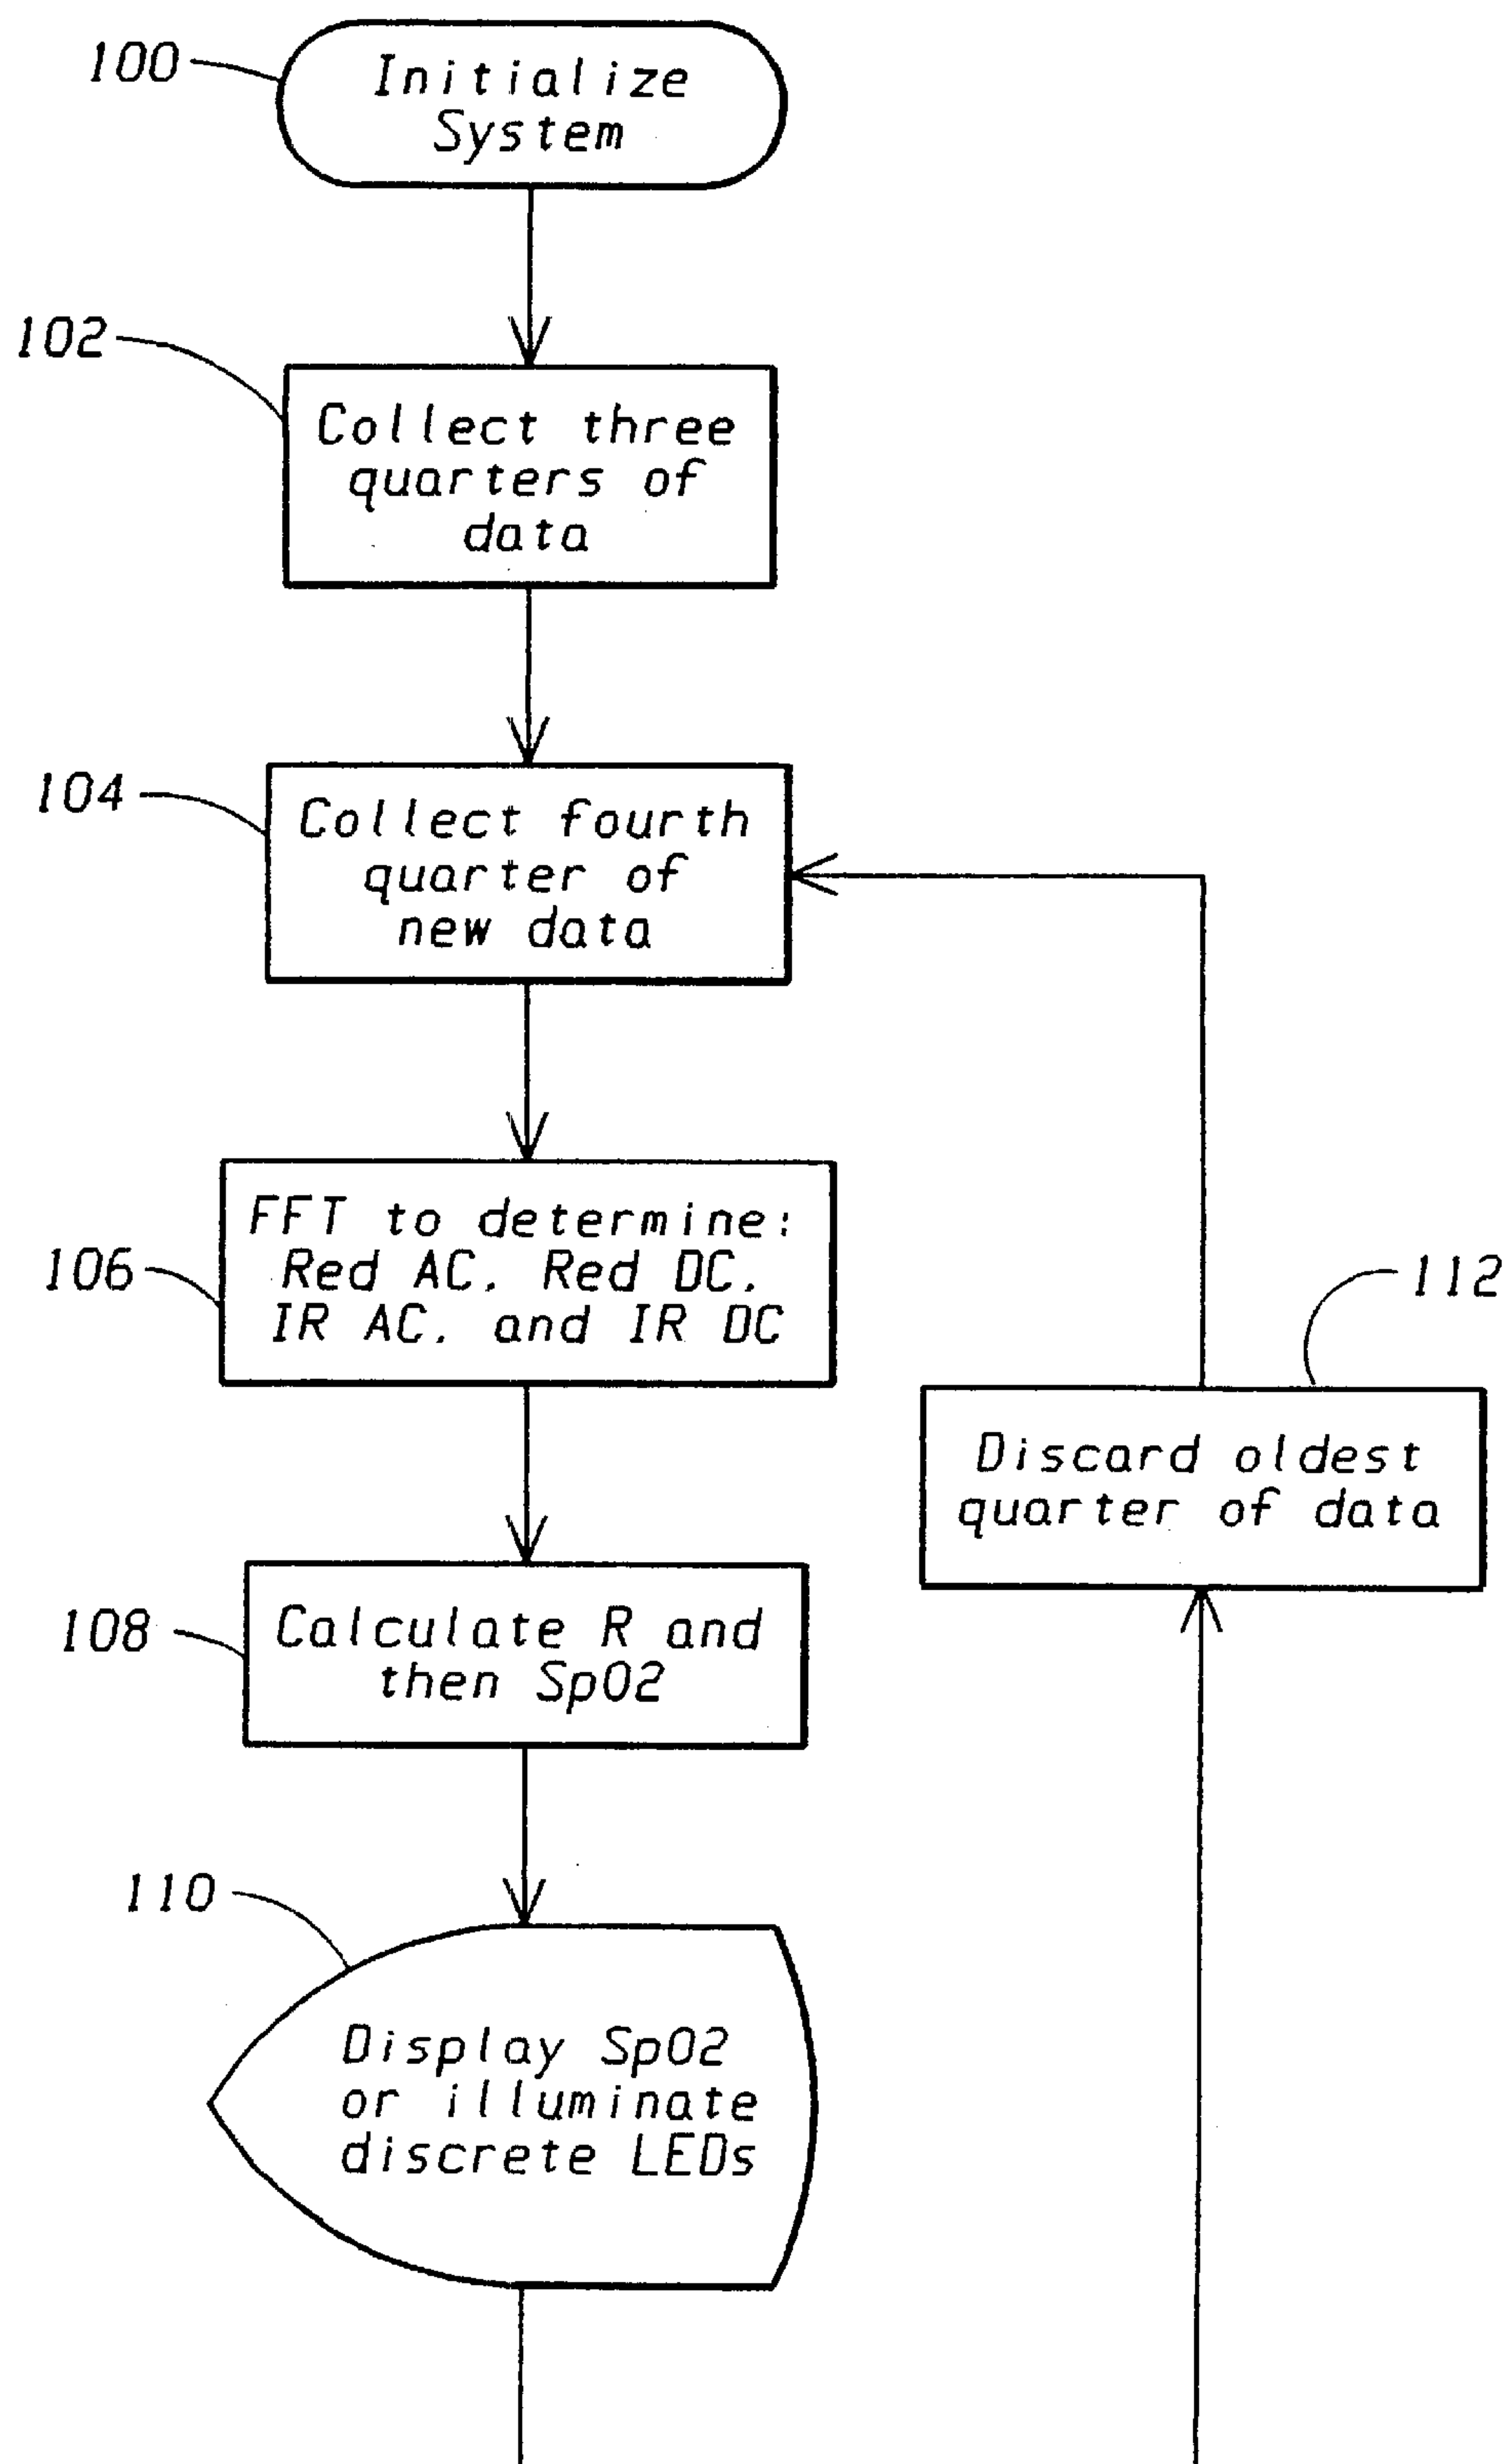 100
Initialize
System
102
Collect three
quarters of
data
104
Collect fourth
quarter of
new data
106
FFT to determine:
Red AC, Red DC,
IR AC, and IR DC
112
Discard oldest
quarter of data
108
Calculate R and
then SpO2
110
Display SpO2
or illuminate
discrete LEDs